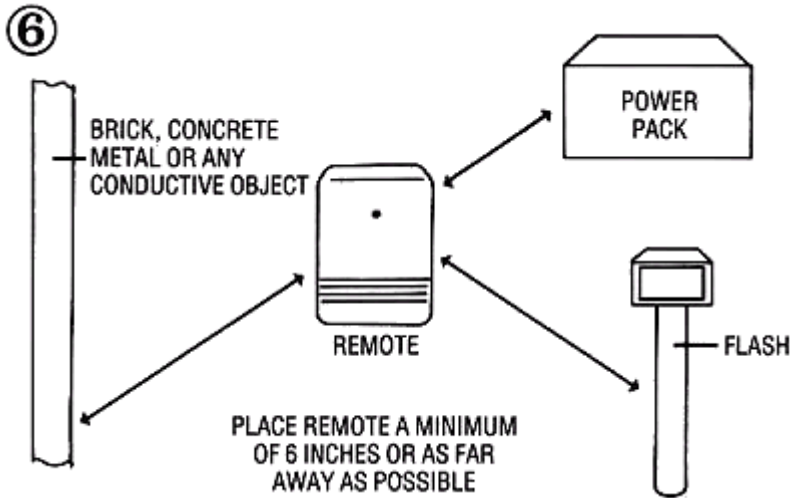 6
BRICK, CONCRETE
METAL OR ANY
CONDUCTIVE OBJECT
POWER
PACK
REMOTE
FLASH
PLACE REMOTE A MINIMUM
OF 6 INCHES OR AS FAR
AWAY AS POSSIBLE